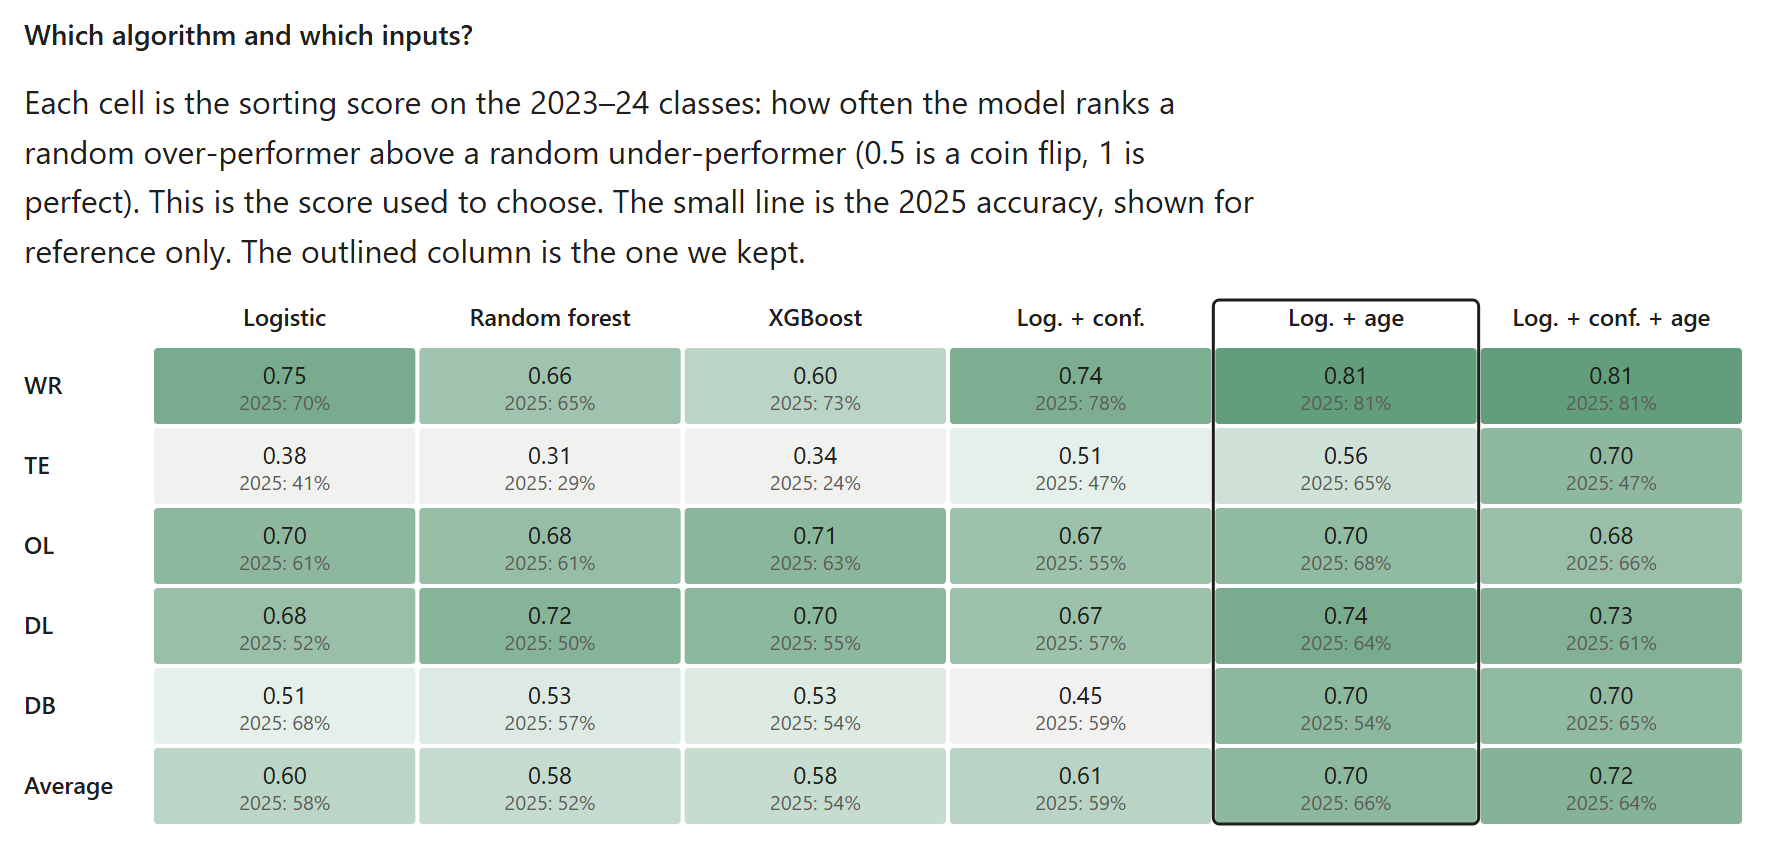 Which algorithm and which inputs?
Each cell is the sorting score on the 2023–24 classes: how often the model ranks a
random over-performer above a random under-performer (0.5 is a coin flip, 1 is
perfect). This is the score used to choose. The small line is the 2025 accuracy, shown for
reference only. The outlined column is the one we kept.
Logistic Random forest XGBoost Log. + conf. Log. + age Log. + conf. + age
WR 0.75 0.66 0.60 0.74 0.81 0.81
2025: 70% 2025: 65% 2025: 73% 2025: 78% 2025: 81% 2025: 81%
TE 0.38 0.31 0.34 0.51 0.56 0.70
2025: 41% 2025: 29% 2025: 24% 2025: 47% 2025: 65% 2025: 47%
OL 0.70 0.68 0.71 0.67 0.70 0.68
2025: 61% 2025: 61% 2025: 63% 2025: 55% 2025: 68% 2025: 66%
DL 0.68 0.72 0.70 0.67 0.74 0.73
2025: 52% 2025: 50% 2025: 55% 2025: 57% 2025: 64% 2025: 61%
DB 0.51 0.53 0.53 0.45 0.70 0.70
2025: 68% 2025: 57% 2025: 54% 2025: 59% 2025: 54% 2025: 65%
Average 0.60 0.58 0.58 0.61 0.70 0.72
2025: 58% 2025: 52% 2025: 54% 2025: 59% 2025: 66% 2025: 64%